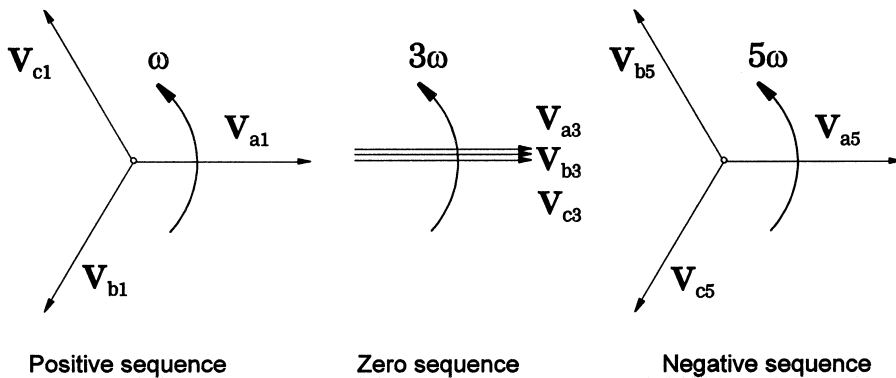 V_c1
ω
V_a1
V_b1
Positive sequence
3ω
V_a3
V_b3
V_c3
Zero sequence
V_b5
5ω
V_a5
V_c5
Negative sequence